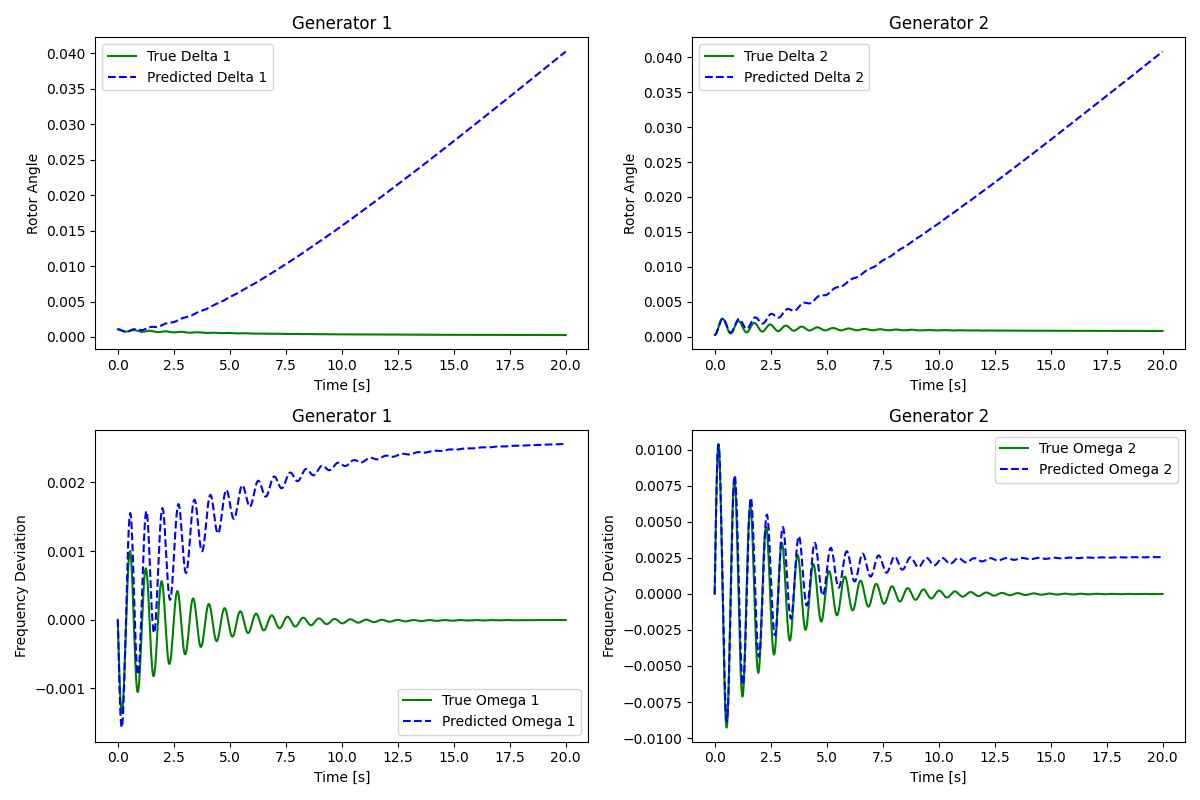 Generator 1
Rotor Angle
0.040
0.035
0.030
0.025
0.020
0.015
0.010
0.005
0.000
True Delta 1
Predicted Delta 1
0.0 2.5 5.0 7.5 10.0 12.5 15.0 17.5 20.0
Time [s]
Generator 2
Rotor Angle
0.040
0.035
0.030
0.025
0.020
0.015
0.010
0.005
0.000
True Delta 2
Predicted Delta 2
0.0 2.5 5.0 7.5 10.0 12.5 15.0 17.5 20.0
Time [s]
Generator 1
Frequency Deviation
0.002
0.001
0.000
−0.001
True Omega 1
Predicted Omega 1
0.0 2.5 5.0 7.5 10.0 12.5 15.0 17.5 20.0
Time [s]
Generator 2
Frequency Deviation
0.0100
0.0075
0.0050
0.0025
0.0000
−0.0025
−0.0050
−0.0075
−0.0100
True Omega 2
Predicted Omega 2
0.0 2.5 5.0 7.5 10.0 12.5 15.0 17.5 20.0
Time [s]